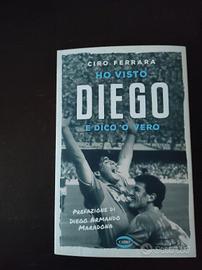 CIRO FERRARA
HO VISTO
DIEGO
E DICO 'O VERO
PREFAZIONE DI
DIEGO ARMANDO
MARADONA